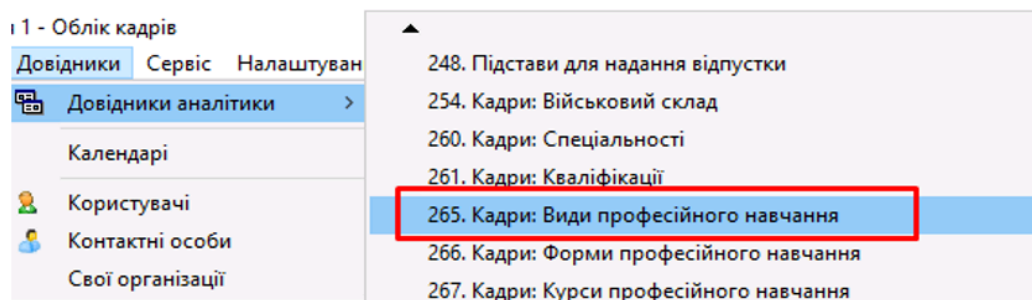 1 - Облік кадрів
Довідники Сервіс Налаштуван
Довідники аналітики >
Календарі
Користувачі
Контактні особи
Свої організації
248. Підстави для надання відпустки
254. Кадри: Військовий склад
260. Кадри: Спеціальності
261. Кадри: Кваліфікації
265. Кадри: Види професійного навчання
266. Кадри: Форми професійного навчання
267. Кадри: Курси професійного навчання